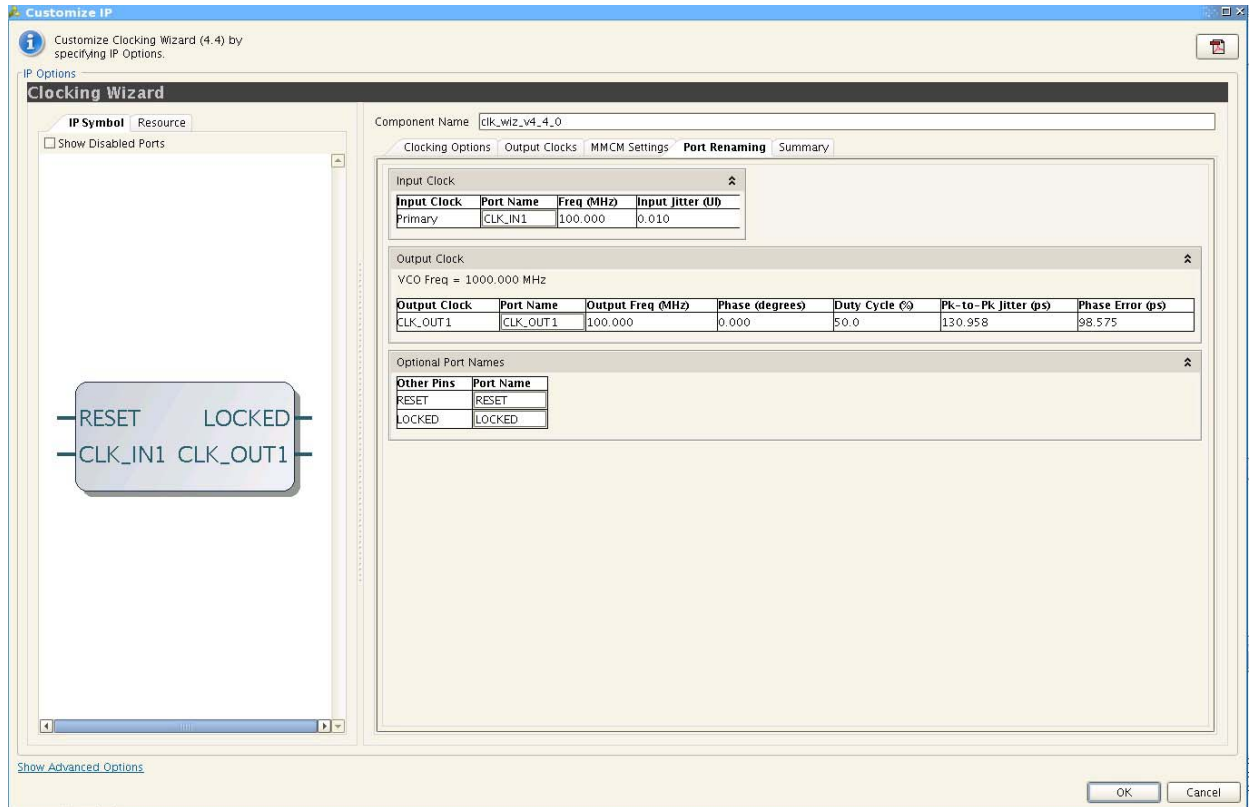 Customize IP
Customize Clocking Wizard (4.4) by
specifying IP Options.
IP Options
Clocking Wizard
IP Symbol Resource
Show Disabled Ports
RESET LOCKED
CLK_IN1 CLK_OUT1
Component Name clk_wiz_v4_4_0
Clocking Options Output Clocks MMCM Settings Port Renaming Summary
Input Clock
Input Clock Port Name Freq (MHz) Input Jitter (UI)
Primary CLK_IN1 100.000 0.010
Output Clock
VCO Freq = 1000.000 MHz
Output Clock Port Name Output Freq (MHz) Phase (degrees) Duty Cycle (%) Pk-to-Pk Jitter (ps) Phase Error (ps)
CLK_OUT1 CLK_OUT1 100.000 0.000 50.0 130.958 98.575
Optional Port Names
Other Pins Port Name
RESET RESET
LOCKED LOCKED
Show Advanced Options
OK Cancel